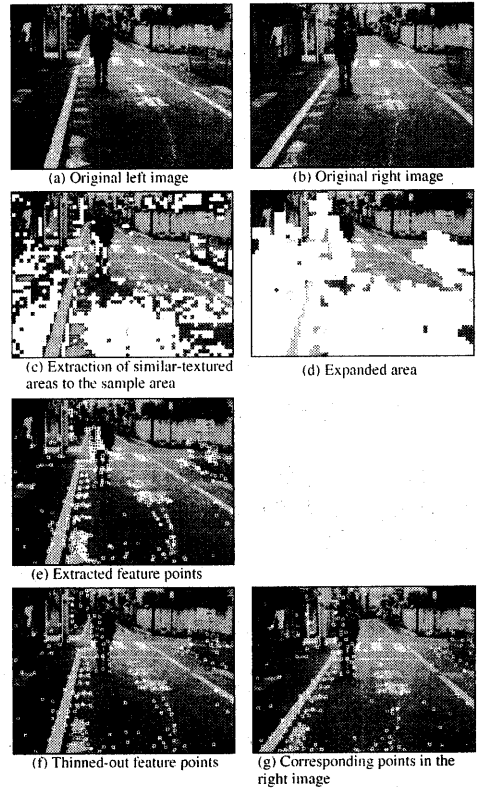 (a) Original left image
(b) Original right image
(c) Extraction of similar-textured
areas to the sample area
(d) Expanded area
(e) Extracted feature points
(f) Thinned-out feature points
(g) Corresponding points in the
right image